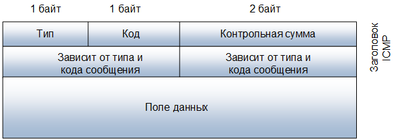 1 байт 1 байт 2 байт
Тип Код Контрольная сумма
Зависит от типа и кода сообщения Зависит от типа и кода сообщения
Поле данных
Заголовок ICMP